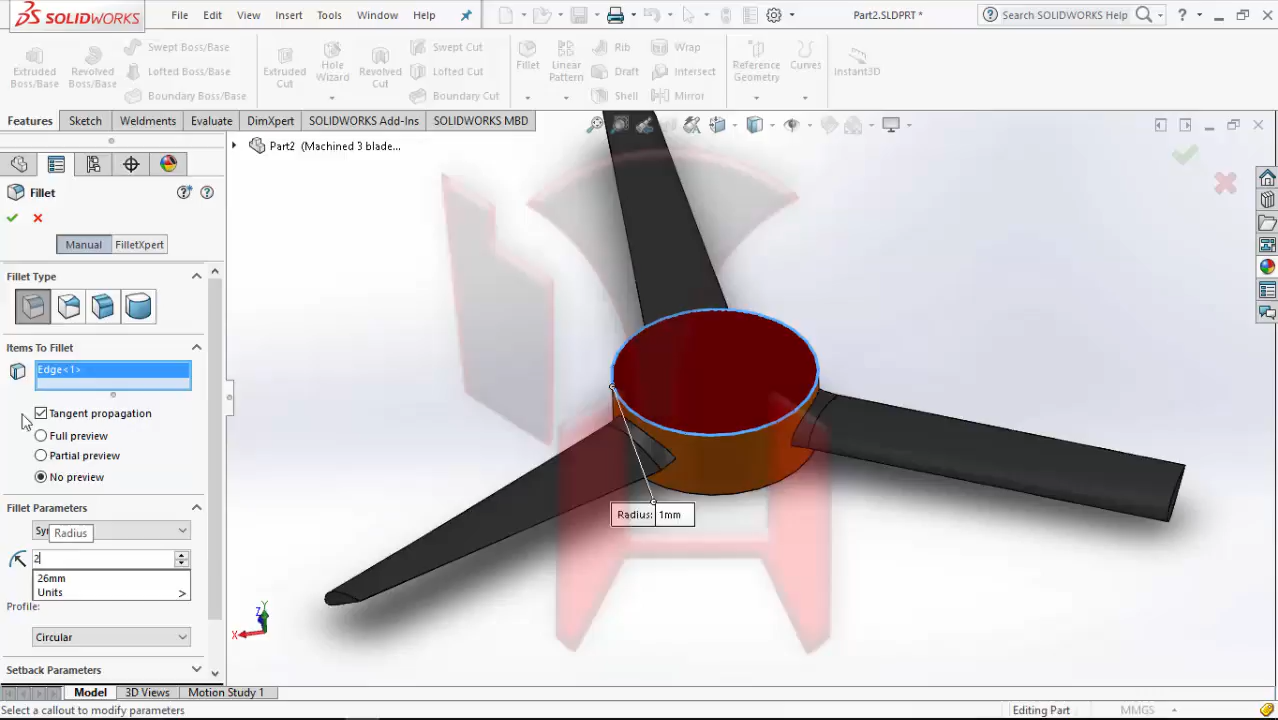 SOLIDWORKS File Edit View Insert Tools Window Help Part2.SLDPRT * Search SOLIDWORKS Help ?
Extruded Boss/Base
Revolved Boss/Base
Swept Boss/Base
Lofted Boss/Base
Boundary Boss/Base
Extruded Cut
Hole Wizard
Revolved Cut
Swept Cut
Lofted Cut
Boundary Cut
Fillet
Linear Pattern
Rib
Draft
Shell
Wrap
Intersect
Mirror
Reference Geometry
Curves
Instant3D
Features Sketch Weldments Evaluate DimXpert SOLIDWORKS Add-Ins SOLIDWORKS MBD
Part2 (Machined 3 blade...
Fillet
Manual FilletXpert
Fillet Type
Items To Fillet
Edge<1>
Tangent propagation
Full preview
Partial preview
No preview
Fillet Parameters
Sy
Radius
2
26mm
Units >
Profile:
Circular
Setback Parameters
Radius: 1mm
Z Y
X
Model 3D Views Motion Study 1
Select a callout to modify parameters Editing Part MMGS